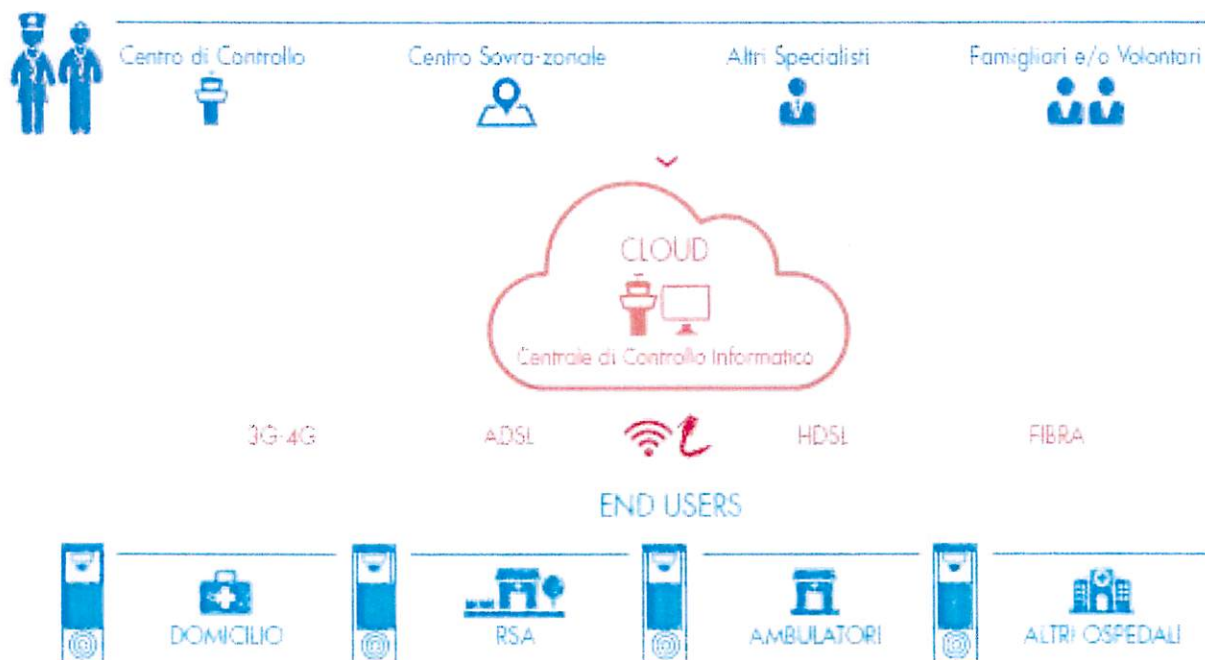 Centro di Controllo
Centro Sovra-zonale
Altri Specialisti
Famigliari e/o Volontari
CLOUD
Centrale di Controllo Informatico
3G-4G
ADSL
HDSL
FIBRA
END USERS
DOMICILIO
RSA
AMBULATORI
ALTRI OSPEDALI